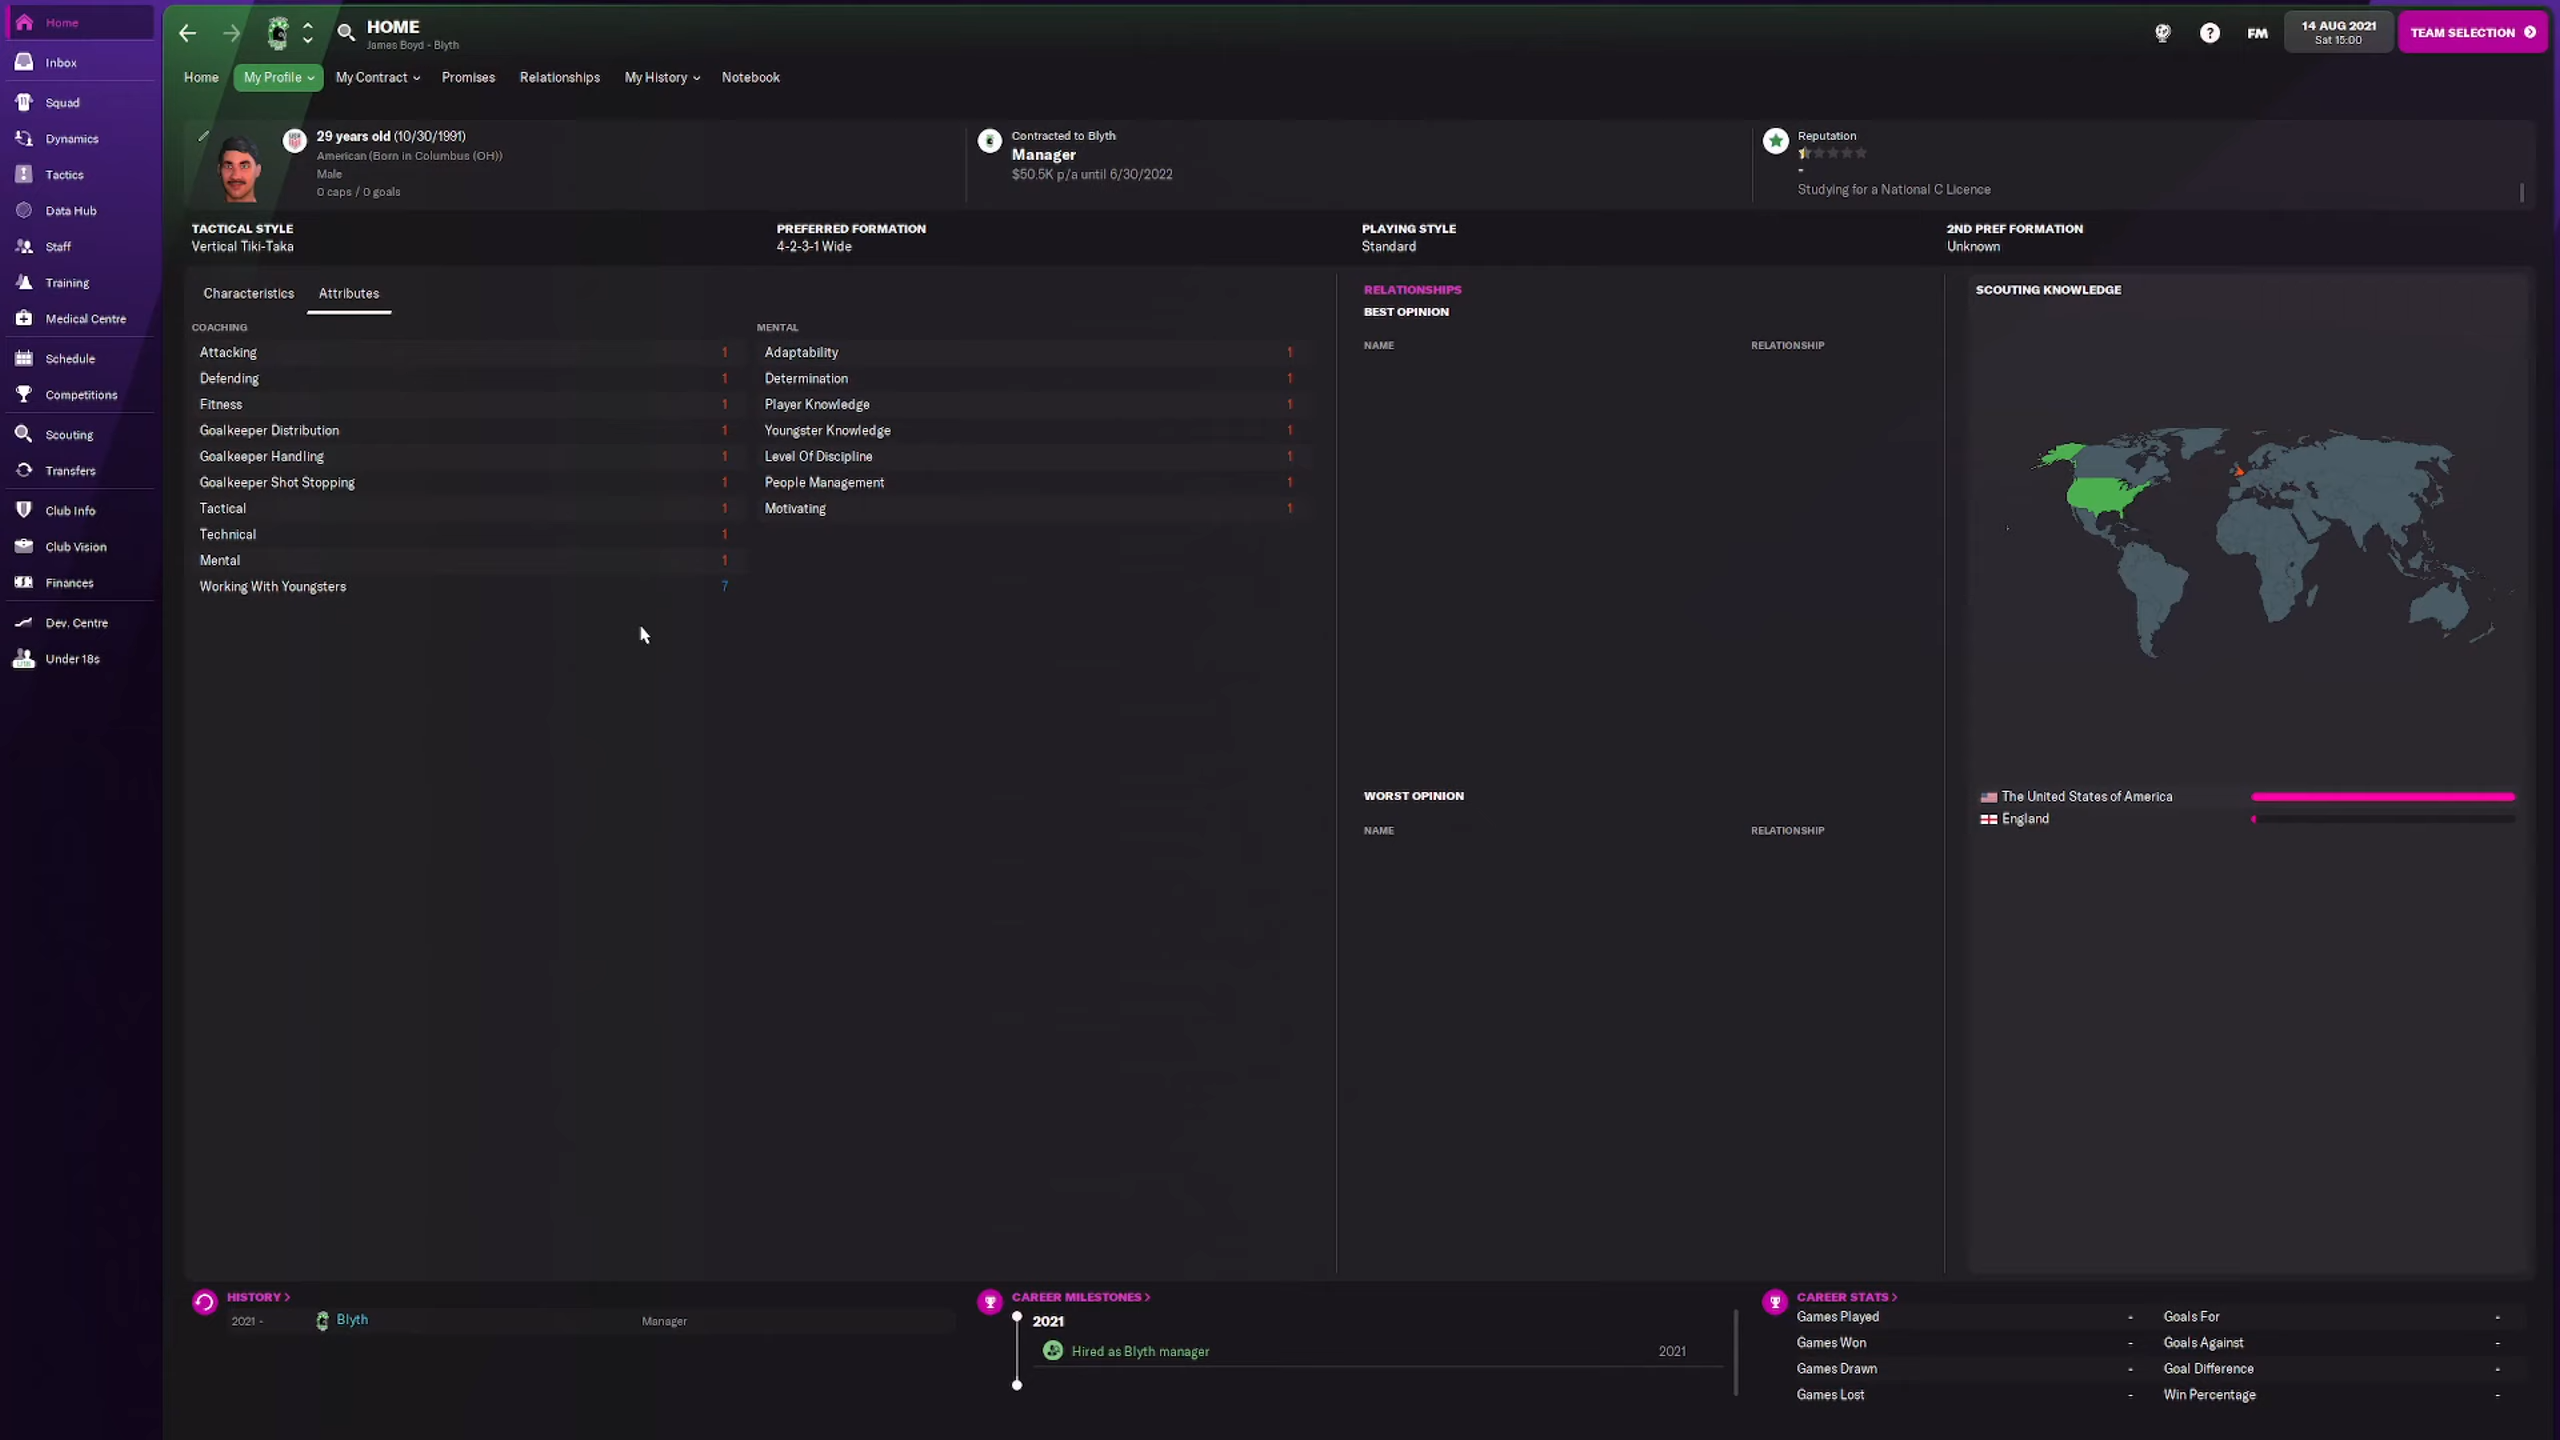 Home
Inbox
Squad
Dynamics
Tactics
Data Hub
Staff
Training
Medical Centre
Schedule
Competitions
Scouting
Transfers
Club Info
Club Vision
Finances
Dev. Centre
Under 18s
HOME
James Boyd - Blyth
?
FM
14 AUG 2021
Sat 15:00
TEAM SELECTION
Home
My Profile
My Contract
Promises
Relationships
My History
Notebook
29 years old (10/30/1991)
American (Born in Columbus (OH))
Male
0 caps / 0 goals
Contracted to Blyth
Manager
$50.5K p/a until 6/30/2022
Reputation
-
Studying for a National C Licence
TACTICAL STYLE
Vertical Tiki-Taka
PREFERRED FORMATION
4-2-3-1 Wide
PLAYING STYLE
Standard
2ND PREF FORMATION
Unknown
Characteristics
Attributes
COACHING
Attacking 1
Defending 1
Fitness 1
Goalkeeper Distribution 1
Goalkeeper Handling 1
Goalkeeper Shot Stopping 1
Tactical 1
Technical 1
Mental 1
Working With Youngsters 7
MENTAL
Adaptability 1
Determination 1
Player Knowledge 1
Youngster Knowledge 1
Level Of Discipline 1
People Management 1
Motivating 1
RELATIONSHIPS
BEST OPINION
NAME RELATIONSHIP
WORST OPINION
NAME RELATIONSHIP
SCOUTING KNOWLEDGE
The United States of America
England
HISTORY >
2021 - Blyth Manager
CAREER MILESTONES >
2021
Hired as Blyth manager 2021
CAREER STATS >
Games Played - Goals For -
Games Won - Goals Against -
Games Drawn - Goal Difference -
Games Lost - Win Percentage -